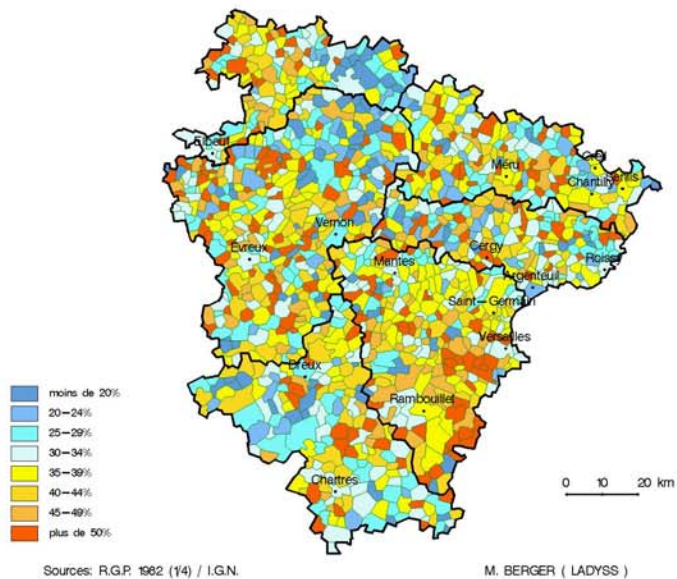 Elbeuf
Méru
Creil
Senlis
Chantilly
Vernon
Évreux
Mantes
Cergy
Roissy
Argenteuil
Saint-Germain
Versailles
Dreux
Rambouillet
Chartres
moins de 20%
20-24%
25-29%
30-34%
35-39%
40-44%
45-49%
plus de 50%
0 10 20 km
Sources: R.G.P. 1982 (1/4) / I.G.N.
M. BERGER ( LADYSS )